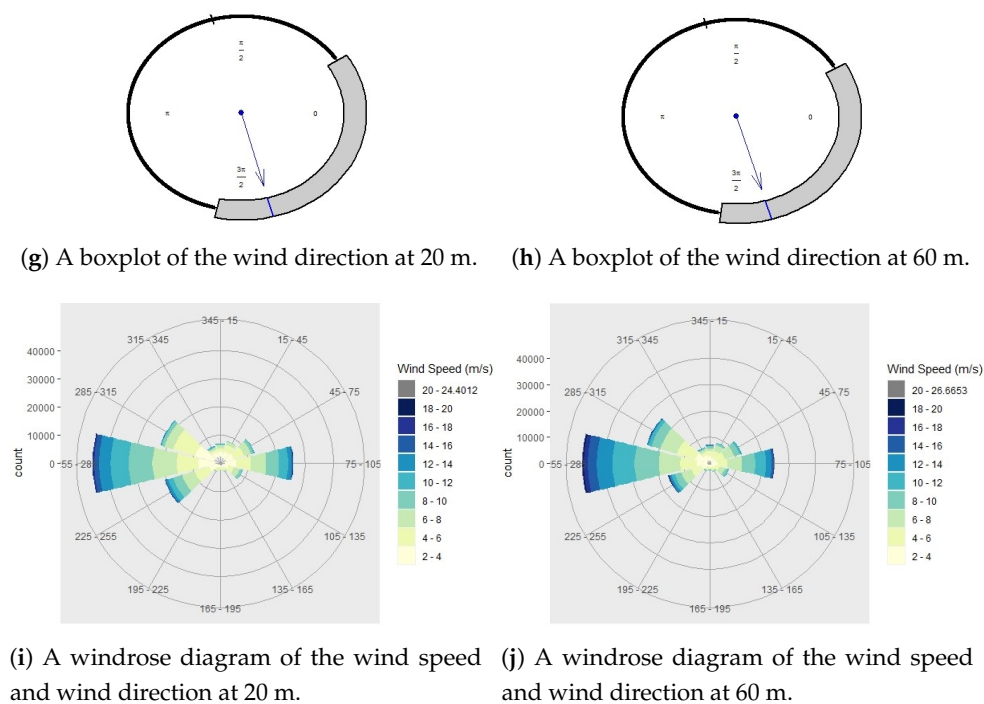 π
2
π
0
3π
2
π
2
π
0
3π
2
(g) A boxplot of the wind direction at 20 m.
(h) A boxplot of the wind direction at 60 m.
345 - 15
315 - 345
15 - 45
285 - 315
45 - 75
55 - 28
75 - 105
225 - 255
105 - 135
195 - 225
135 - 165
165 - 195
40000
30000
20000
10000
0
count
Wind Speed (m/s)
20 - 24.4012
18 - 20
16 - 18
14 - 16
12 - 14
10 - 12
8 - 10
6 - 8
4 - 6
2 - 4
345 - 15
315 - 345
15 - 45
285 - 315
45 - 75
55 - 28
75 - 105
225 - 255
105 - 135
195 - 225
135 - 165
165 - 195
40000
30000
20000
10000
0
count
Wind Speed (m/s)
20 - 26.6653
18 - 20
16 - 18
14 - 16
12 - 14
10 - 12
8 - 10
6 - 8
4 - 6
2 - 4
(i) A windrose diagram of the wind speed
and wind direction at 20 m.
(j) A windrose diagram of the wind speed
and wind direction at 60 m.